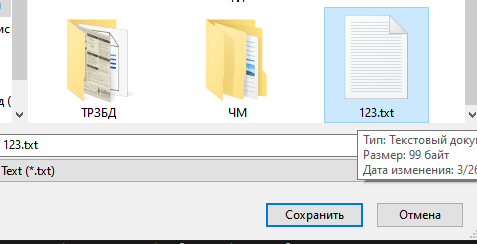 ис
д (
ТРЗБД
ЧМ
123.txt
Тип: Текстовый доку
Размер: 99 байт
Дата изменения: 3/26
123.txt
Text (*.txt)
Сохранить
Отмена